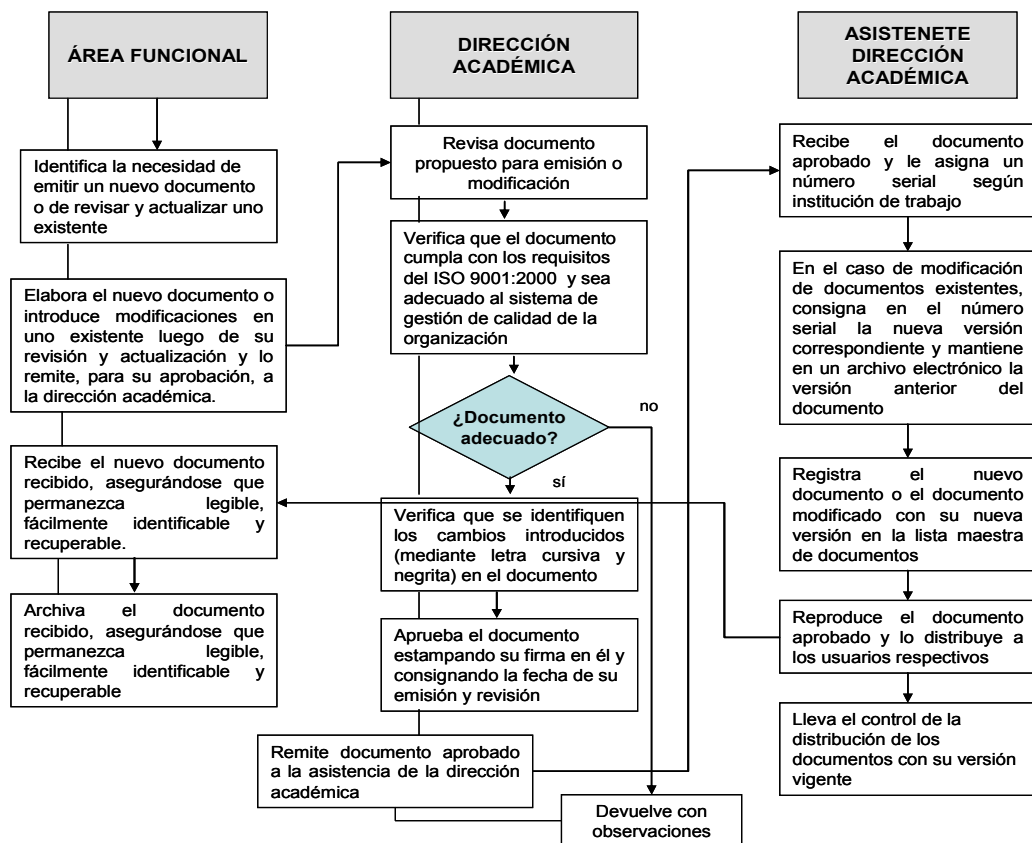 ÁREA FUNCIONAL
Identifica la necesidad de
emitir un nuevo documento
o de revisar y actualizar uno
existente
Elabora el nuevo documento o
introduce modificaciones en
uno existente luego de su
revisión y actualización y lo
remite, para su aprobación, a
la dirección académica.
Recibe el nuevo documento
recibido, asegurándose que
permanezca legible,
fácilmente identificable y
recuperable.
Archiva el documento
recibido, asegurándose que
permanezca legible,
fácilmente identificable y
recuperable
DIRECCIÓN
ACADÉMICA
Revisa documento
propuesto para emisión o
modificación
Verifica que el documento
cumpla con los requisitos
del ISO 9001:2000 y sea
adecuado al sistema de
gestión de calidad de la
organización
¿Documento
adecuado?
no
sí
Verifica que se identifiquen
los cambios introducidos
(mediante letra cursiva y
negrita) en el documento
Aprueba el documento
estampando su firma en él y
consignando la fecha de su
emisión y revisión
Remite documento aprobado
a la asistencia de la dirección
académica
Devuelve con
observaciones
ASISTENETE
DIRECCIÓN
ACADÉMICA
Recibe el documento
aprobado y le asigna un
número serial según
institución de trabajo
En el caso de modificación
de documentos existentes,
consigna en el número
serial la nueva versión
correspondiente y mantiene
en un archivo electrónico la
versión anterior del
documento
Registra el nuevo
documento o el documento
modificado con su nueva
versión en la lista maestra
de documentos
Reproduce el documento
aprobado y lo distribuye a
los usuarios respectivos
Lleva el control de la
distribución de los
documentos con su versión
vigente